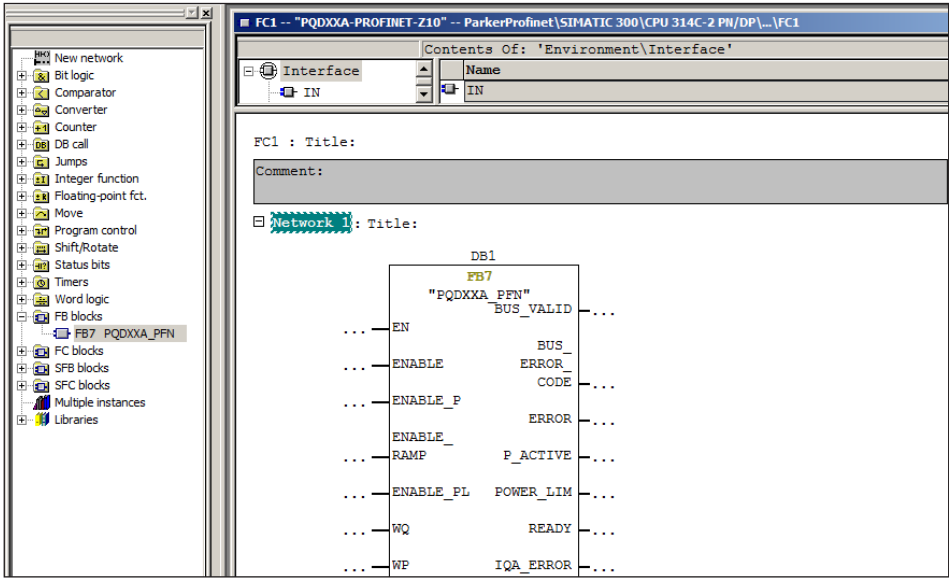 New network
Bit logic
Comparator
Converter
Counter
DB call
Jumps
Integer function
Floating-point fct.
Move
Program control
Shift/Rotate
Status bits
Timers
Word logic
FB blocks
FB7 PQDXXA_PFN
FC blocks
SFB blocks
SFC blocks
Multiple instances
Libraries
FC1 -- "PQDXXA-PROFINET-Z10" -- ParkerProfinet\SIMATIC 300\CPU 314C-2 PN/DP\...\FC1
Contents Of: 'Environment\Interface'
Interface
IN
Name
IN
FC1 : Title:
Comment:
Network 1: Title:
DB1
FB7
"PQDXXA_PFN"
BUS_VALID ...
... EN
BUS_
... ENABLE ERROR_
CODE ...
... ENABLE_P
ERROR ...
ENABLE_
... RAMP P_ACTIVE ...
... ENABLE_PL POWER_LIM ...
... WQ READY ...
... WP IQA_ERROR ...